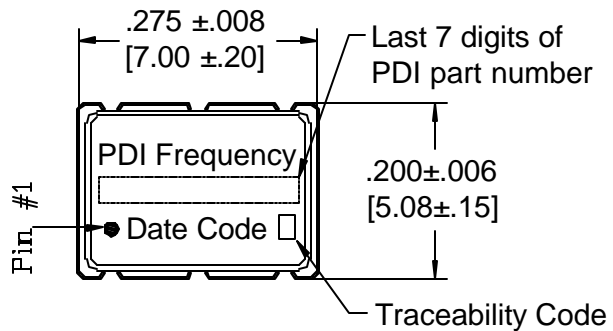 .275 ±.008
[7.00 ±.20]
Last 7 digits of
PDI part number
PDI Frequency
.200±.006
[5.08±.15]
Pin #1
Date Code
Traceability Code